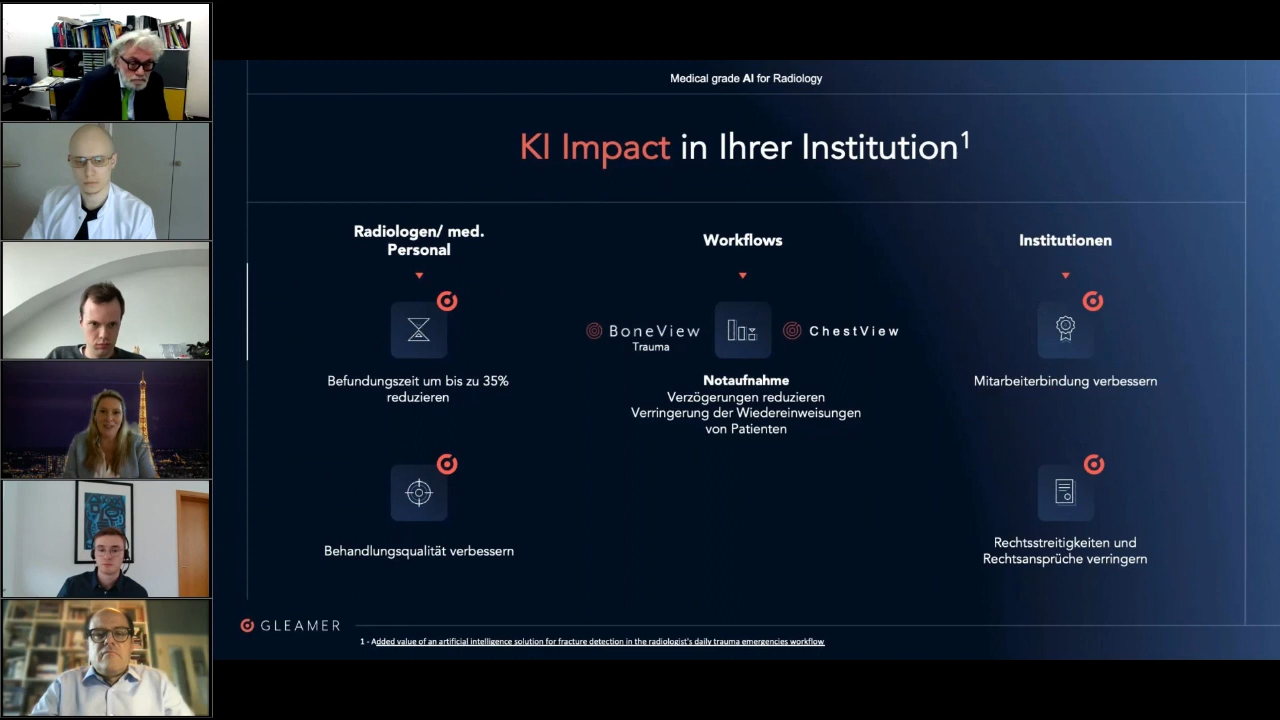 Medical grade AI for Radiology
KI Impact in Ihrer Institution¹
Radiologen/ med.
Personal
Befundungszeit um bis zu 35%
reduzieren
Behandlungsqualität verbessern
Workflows
BoneView
Trauma
ChestView
Notaufnahme
Verzögerungen reduzieren
Verringerung der Wiedereinweisungen
von Patienten
Institutionen
Mitarbeiterbindung verbessern
Rechtsstreitigkeiten und
Rechtsansprüche verringern
GLEAMER
1 - Added value of an artificial intelligence solution for fracture detection in the radiologist's daily trauma emergencies workflow